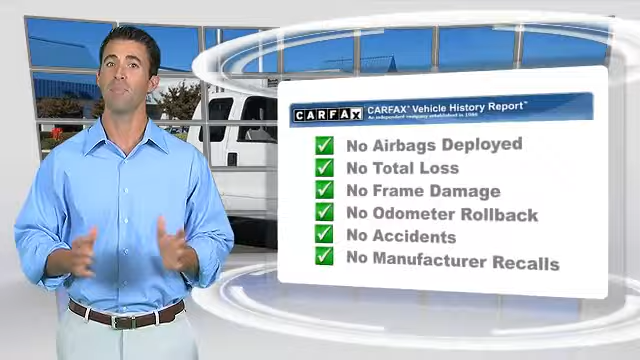 CARFAX CARFAX® Vehicle History Report™
An independent company established in 1986
No Airbags Deployed
No Total Loss
No Frame Damage
No Odometer Rollback
No Accidents
No Manufacturer Recalls